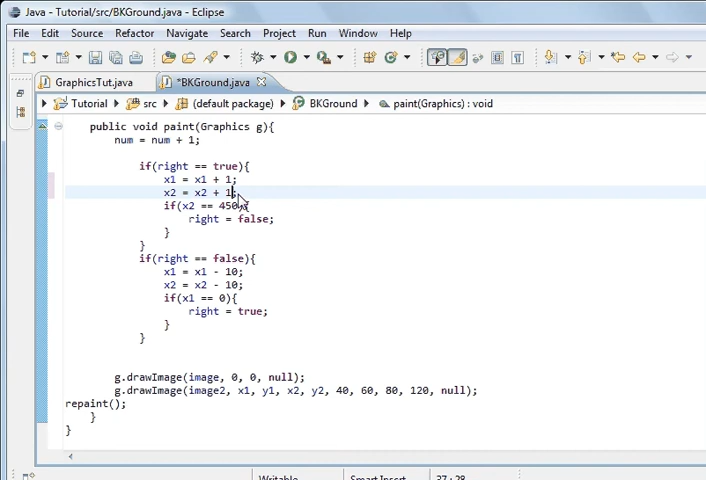 Java - Tutorial/src/BKGround.java - Eclipse
File Edit Source Refactor Navigate Search Project Run Window Help
GraphicsTut.java *BKGround.java
Tutorial src (default package) BKGround paint(Graphics) : void
public void paint(Graphics g){
num = num + 1;
if(right == true){
x1 = x1 + 1;
x2 = x2 + 1;
if(x2 == 450){
right = false;
}
}
if(right == false){
x1 = x1 - 10;
x2 = x2 - 10;
if(x1 == 0){
right = true;
}
}
g.drawImage(image, 0, 0, null);
g.drawImage(image2, x1, y1, x2, y2, 40, 60, 80, 120, null);
repaint();
}
}
Writable Smart Insert 37 : 28